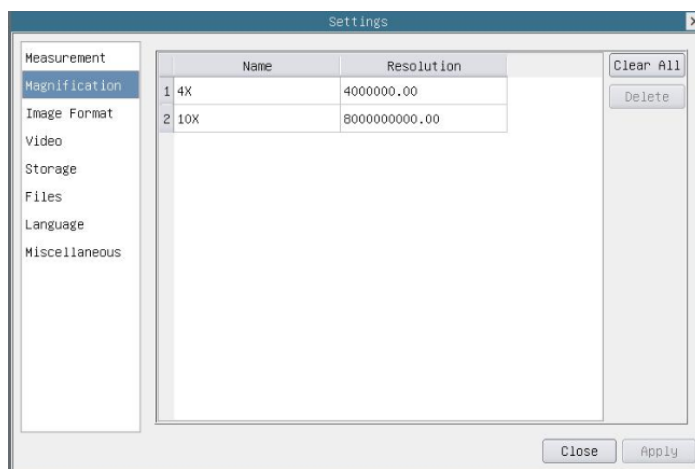 Settings
Measurement
Magnification
Image Format
Video
Storage
Files
Language
Miscellaneous
Name Resolution
1 4X 4000000.00
2 10X 8000000000.00
Clear All
Delete
Close Apply